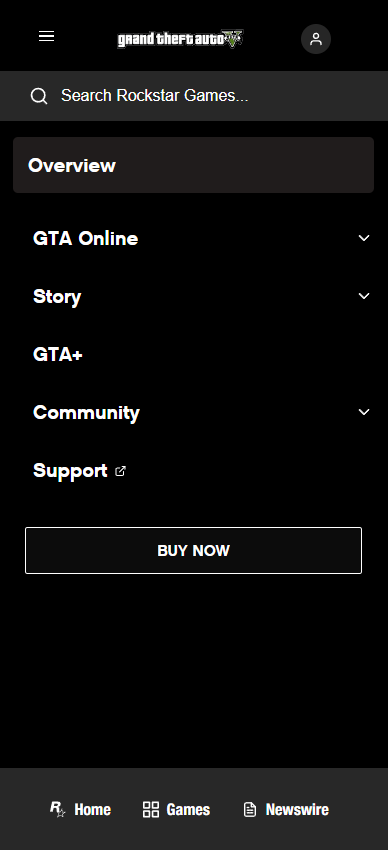 grand theft auto V
Search Rockstar Games...
Overview
GTA Online
Story
GTA+
Community
Support
BUY NOW
R Home Games Newswire